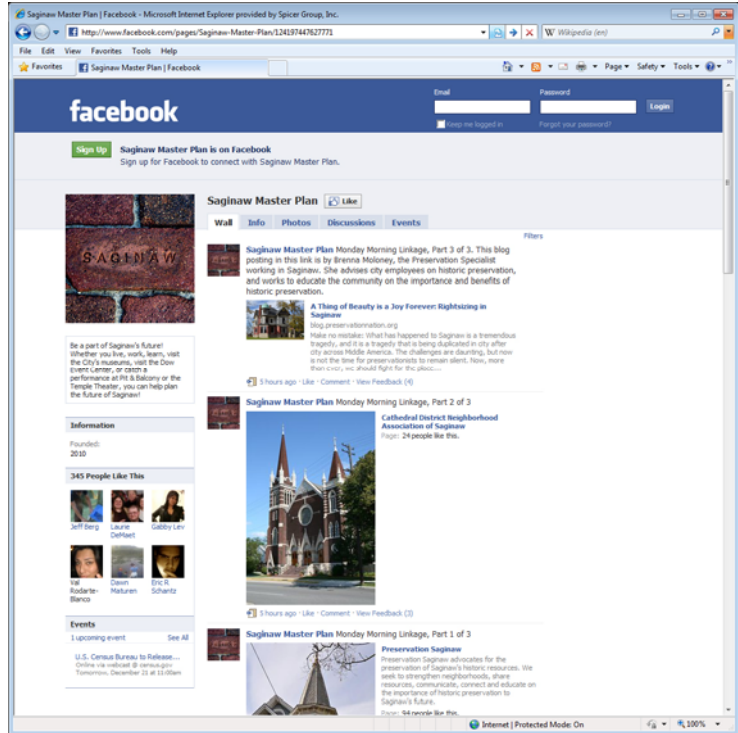 Saginaw Master Plan | Facebook - Microsoft Internet Explorer provided by Spicer Group, Inc.
http://www.facebook.com/pages/Saginaw-Master-Plan/124197447627771
Wikipedia (en)
File Edit View Favorites Tools Help
Favorites
Saginaw Master Plan | Facebook
Page Safety Tools
facebook
Email
Password
Login
Keep me logged in
Forgot your password?
Sign Up
Saginaw Master Plan is on Facebook
Sign up for Facebook to connect with Saginaw Master Plan.
SAGINAW
Saginaw Master Plan
Like
Wall Info Photos Discussions Events
Filters
Saginaw Master Plan Monday Morning Linkage, Part 3 of 3. This blog
posting in this link is by Brenna Moloney, the Preservation Specialist
working in Saginaw. She advises city employees on historic preservation,
and works to educate the community on the importance and benefits of
historic preservation.
A Thing of Beauty is a Joy Forever: Rightsizing in
Saginaw
blog.preservationnation.org
Make no mistake: What has happened to Saginaw is a tremendous
tragedy, and it is a tragedy that is being duplicated in city after
city across Middle America. The challenges are daunting, but now
is not the time for preservationists to remain silent. Now, more
than ever, we should fight for the place...
5 hours ago · Like · Comment · View Feedback (4)
Be a part of Saginaw's future!
Whether you live, work, learn, visit
the City's museums, visit the Dow
Event Center, or catch a
performance at Pit & Balcony or the
Temple Theater, you can help plan
the future of Saginaw!
Information
Founded:
2010
345 People Like This
Jeff Berg
Laurie
DeMaet
Gabby Lev
Val
Rodarte-
Blanco
Dawn
Maturen
Eric R
Schantz
Events
1 upcoming event
See All
U.S. Census Bureau to Release...
Online via webcast @ census.gov
Tomorrow, December 21 at 11:00am
Saginaw Master Plan Monday Morning Linkage, Part 2 of 3
Cathedral District Neighborhood
Association of Saginaw
Page: 24 people like this.
5 hours ago · Like · Comment · View Feedback (3)
Saginaw Master Plan Monday Morning Linkage, Part 1 of 3
Preservation Saginaw
Preservation Saginaw advocates for the
preservation of Saginaw's historic resources. We
seek to strengthen neighborhoods, share
resources, communicate, connect and educate on
the importance of historic preservation to
Saginaw's future.
Page: 94 people like this.
Internet | Protected Mode: On
100%